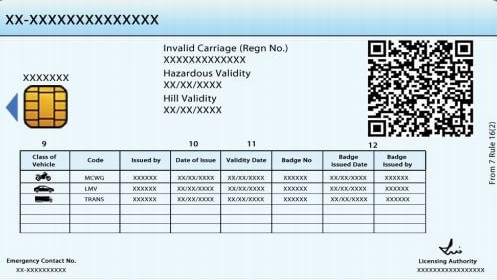 XX-XXXXXXXXXXXXXX
Invalid Carriage (Regn No.)
XXXXXXXXXXXXX
Hazardous Validity
XX/XX/XXXX
Hill Validity
XX/XX/XXXX
XXXXXXX
9 10 11 12
Class of Vehicle Code Issued by Date of Issue Validity Date Badge No Badge Issued Date Badge Issued by
MCWG XXXXXX XX/XX/XXXX XX/XX/XXXX XXXXXX XX/XX/XXXX XXXXXX
LMV XXXXXX XX/XX/XXXX XX/XX/XXXX XXXXXX XX/XX/XXXX XXXXXX
TRANS XXXXXX XX/XX/XXXX XX/XX/XXXX XXXXXX XX/XX/XXXX XXXXXX
From 7 Rule 16(2)
Emergency Contact No.
XX-XXXXXXXXXX
Licensing Authority
XXXXXXXXXXXXXXXXX